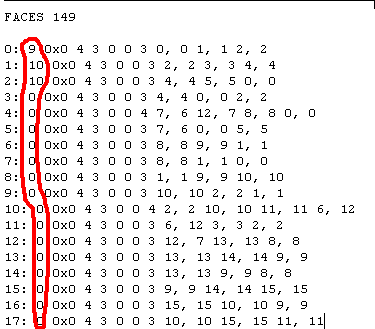 FACES 149
0: 9 0x0 4 3 0 0 3 0, 0 1, 1 2, 2
1: 10 0x0 4 3 0 0 3 2, 2 3, 3 4, 4
2: 10 0x0 4 3 0 0 3 4, 4 5, 5 0, 0
3: 0 0x0 4 3 0 0 3 4, 4 0, 0 2, 2
4: 0 0x0 4 3 0 0 4 7, 6 12, 7 8, 8 0, 0
5: 0 0x0 4 3 0 0 3 7, 6 0, 0 5, 5
6: 0 0x0 4 3 0 0 3 8, 8 9, 9 1, 1
7: 0 0x0 4 3 0 0 3 8, 8 1, 1 0, 0
8: 0 0x0 4 3 0 0 3 1, 1 9, 9 10, 10
9: 0 0x0 4 3 0 0 3 10, 10 2, 2 1, 1
10: 0 0x0 4 3 0 0 4 2, 2 10, 10 11, 11 6, 12
11: 0 0x0 4 3 0 0 3 6, 12 3, 3 2, 2
12: 0 0x0 4 3 0 0 3 12, 7 13, 13 8, 8
13: 0 0x0 4 3 0 0 3 13, 13 14, 14 9, 9
14: 0 0x0 4 3 0 0 3 13, 13 9, 9 8, 8
15: 0 0x0 4 3 0 0 3 9, 9 14, 14 15, 15
16: 0 0x0 4 3 0 0 3 15, 15 10, 10 9, 9
17: 0 0x0 4 3 0 0 3 10, 10 15, 15 11, 11